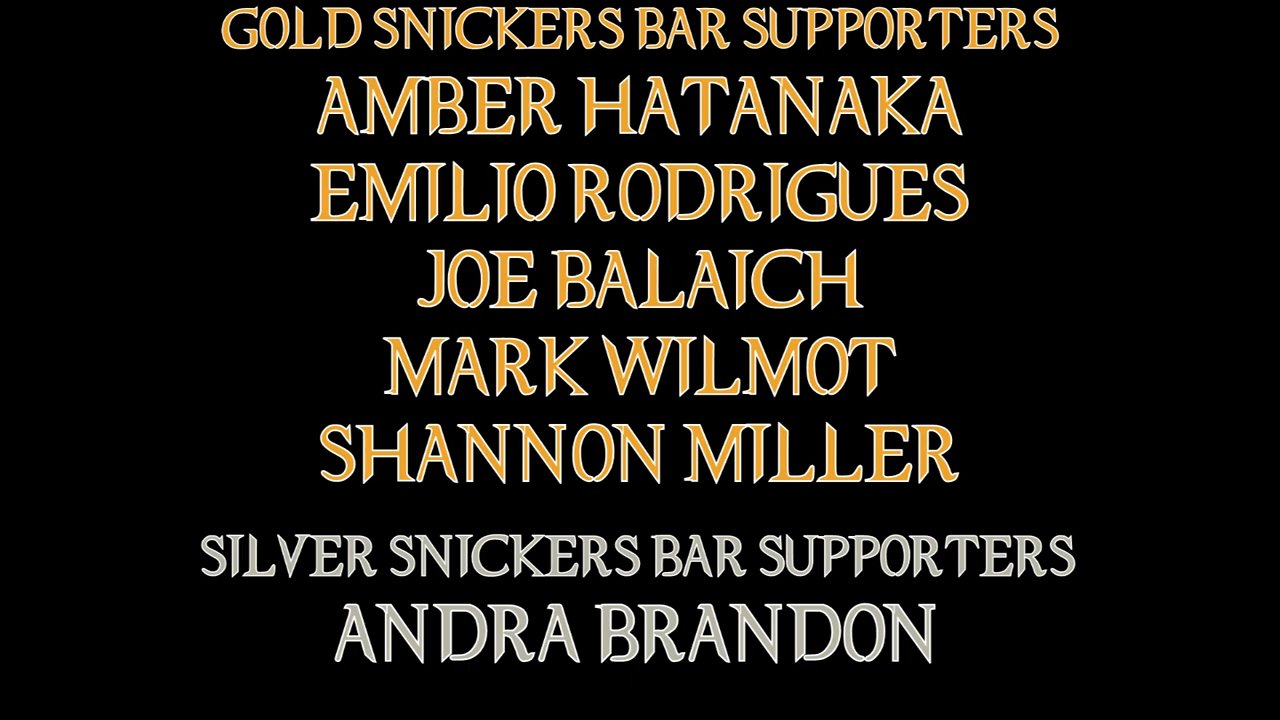 GOLD SNICKERS BAR SUPPORTERS
AMBER HATANAKA
EMILIO RODRIGUES
JOE BALAICH
MARK WILMOT
SHANNON MILLER
SILVER SNICKERS BAR SUPPORTERS
ANDRA BRANDON